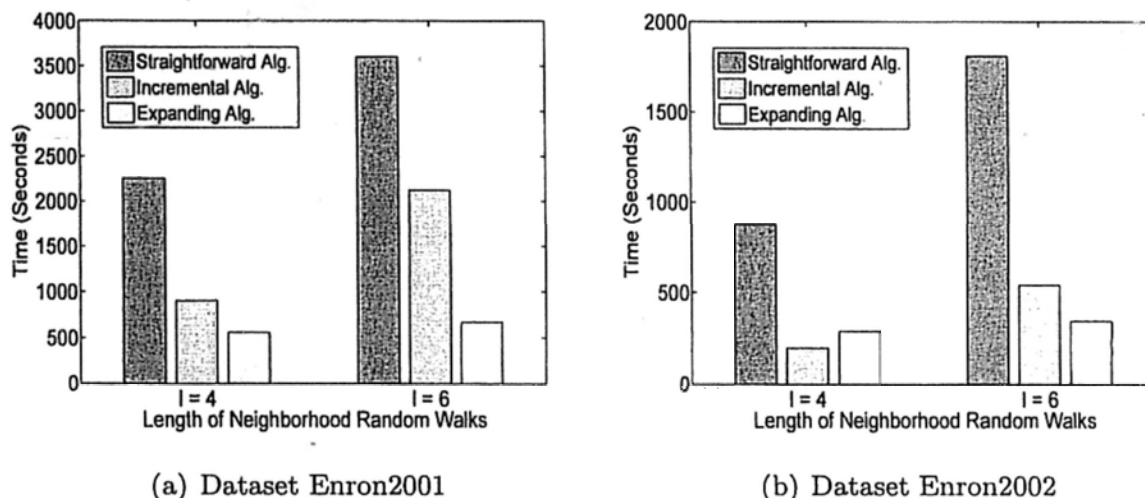 4000
3500
3000
2500
2000
1500
1000
500
0
Time (Seconds)
Straightforward Alg.
Incremental Alg.
Expanding Alg.
l = 4
l = 6
Length of Neighborhood Random Walks
(a) Dataset Enron2001
2000
1500
1000
500
0
Time (Seconds)
Straightforward Alg.
Incremental Alg.
Expanding Alg.
l = 4
l = 6
Length of Neighborhood Random Walks
(b) Dataset Enron2002